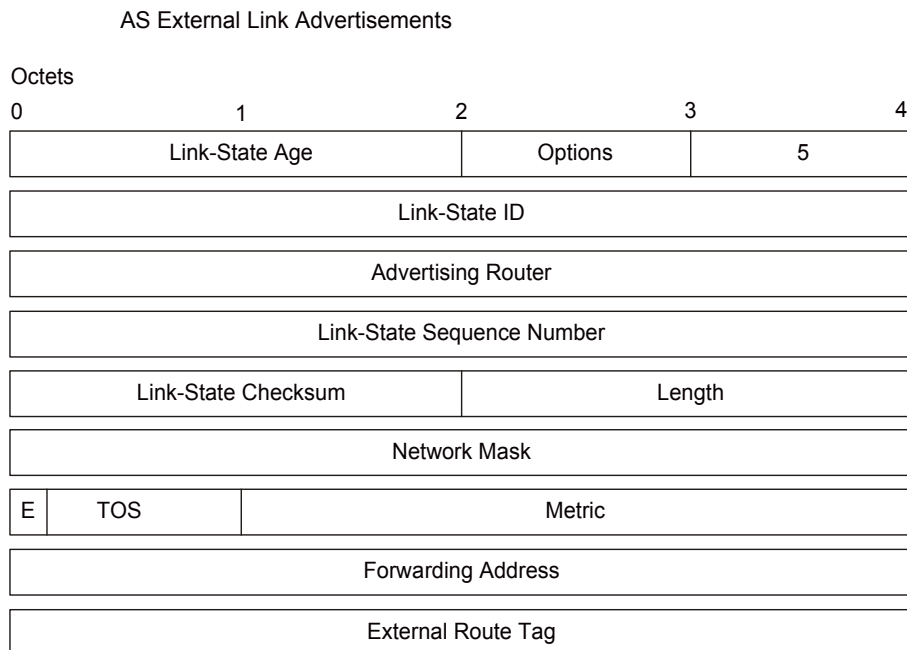 AS External Link Advertisements
Octets
0 1 2 3 4
Link-State Age Options 5
Link-State ID
Advertising Router
Link-State Sequence Number
Link-State Checksum Length
Network Mask
E TOS Metric
Forwarding Address
External Route Tag